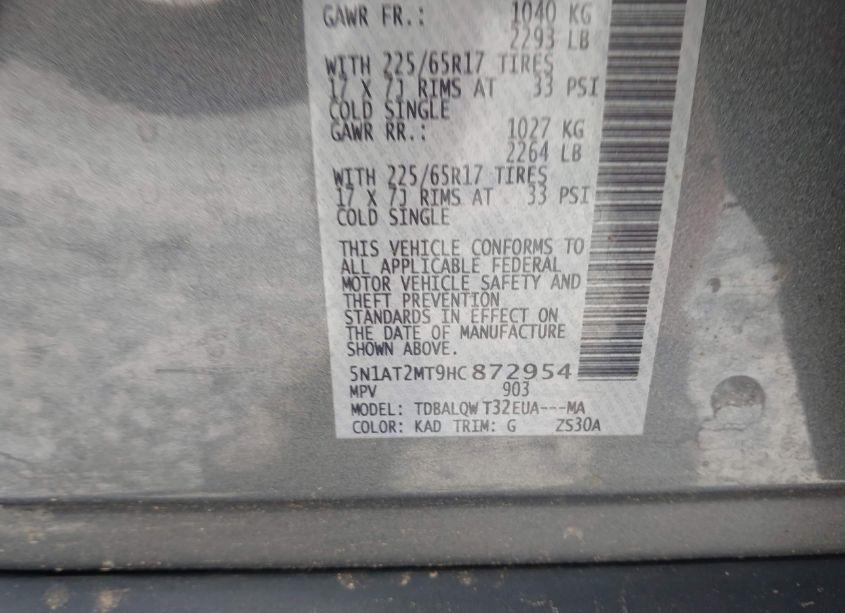 GAWR FR.: 1040 KG
2293 LB
WITH 225/65R17 TIRES
17 X 7J RIMS AT 33 PSI
COLD SINGLE
GAWR RR.: 1027 KG
2264 LB
WITH 225/65R17 TIRES
17 X 7J RIMS AT 33 PSI
COLD SINGLE
THIS VEHICLE CONFORMS TO
ALL APPLICABLE FEDERAL
MOTOR VEHICLE SAFETY AND
THEFT PREVENTION
STANDARDS IN EFFECT ON
THE DATE OF MANUFACTURE
SHOWN ABOVE.
5N1AT2MT9HC872954
MPV 903
MODEL: TDBALQW T32EUA---MA
COLOR: KAD TRIM: G ZS30A